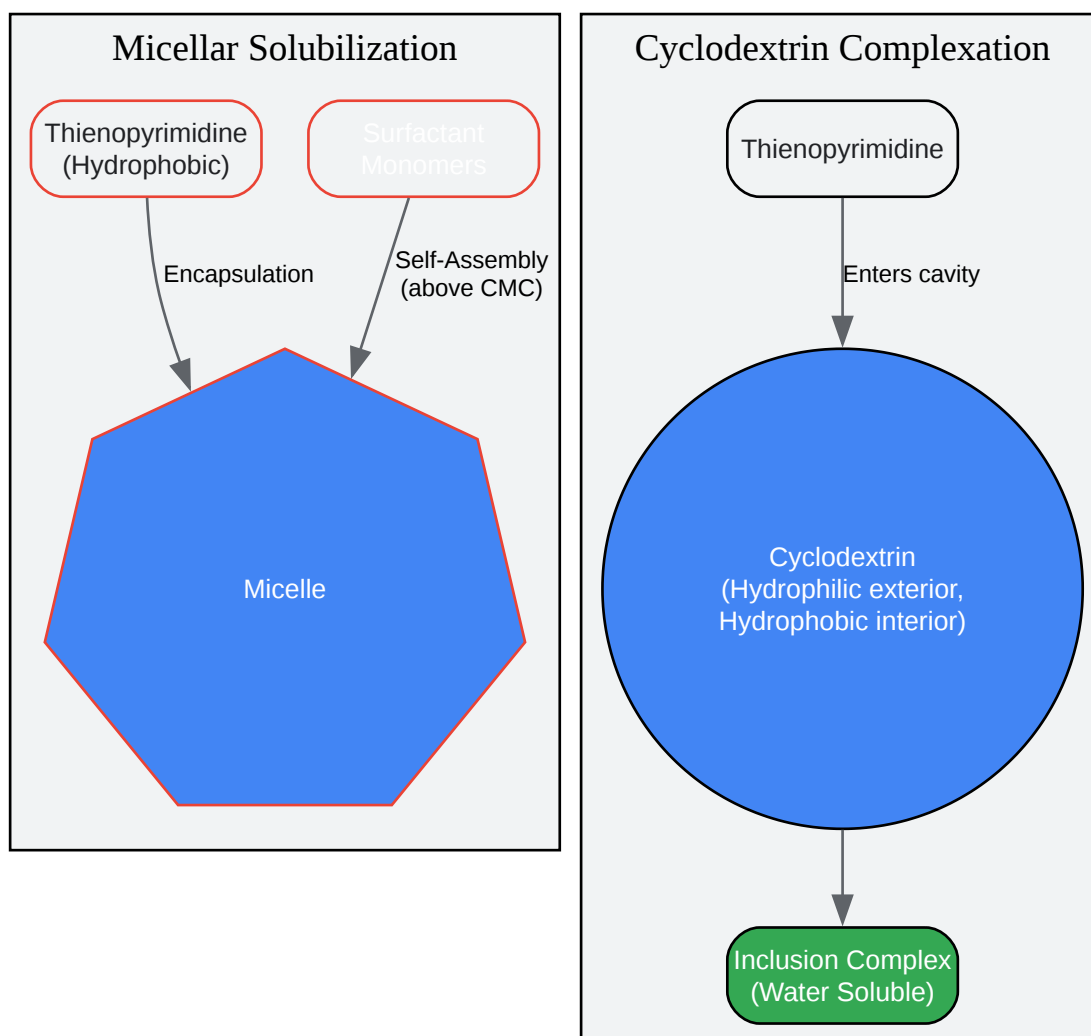 Micellar Solubilization
Thienopyrimidine
(Hydrophobic)
Surfactant
Monomers
Encapsulation
Self-Assembly
(above CMC)
Micelle
Cyclodextrin Complexation
Thienopyrimidine
Enters cavity
Cyclodextrin
(Hydrophilic exterior,
Hydrophobic interior)
Inclusion Complex
(Water Soluble)